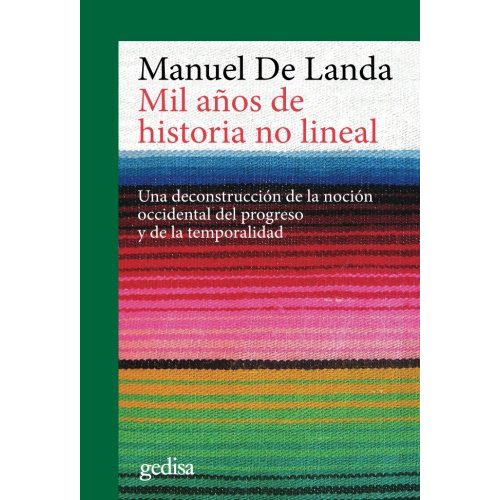 Manuel De Landa
Mil años de
historia no lineal
Una deconstrucción de la noción
occidental del progreso
y de la temporalidad
gedisa